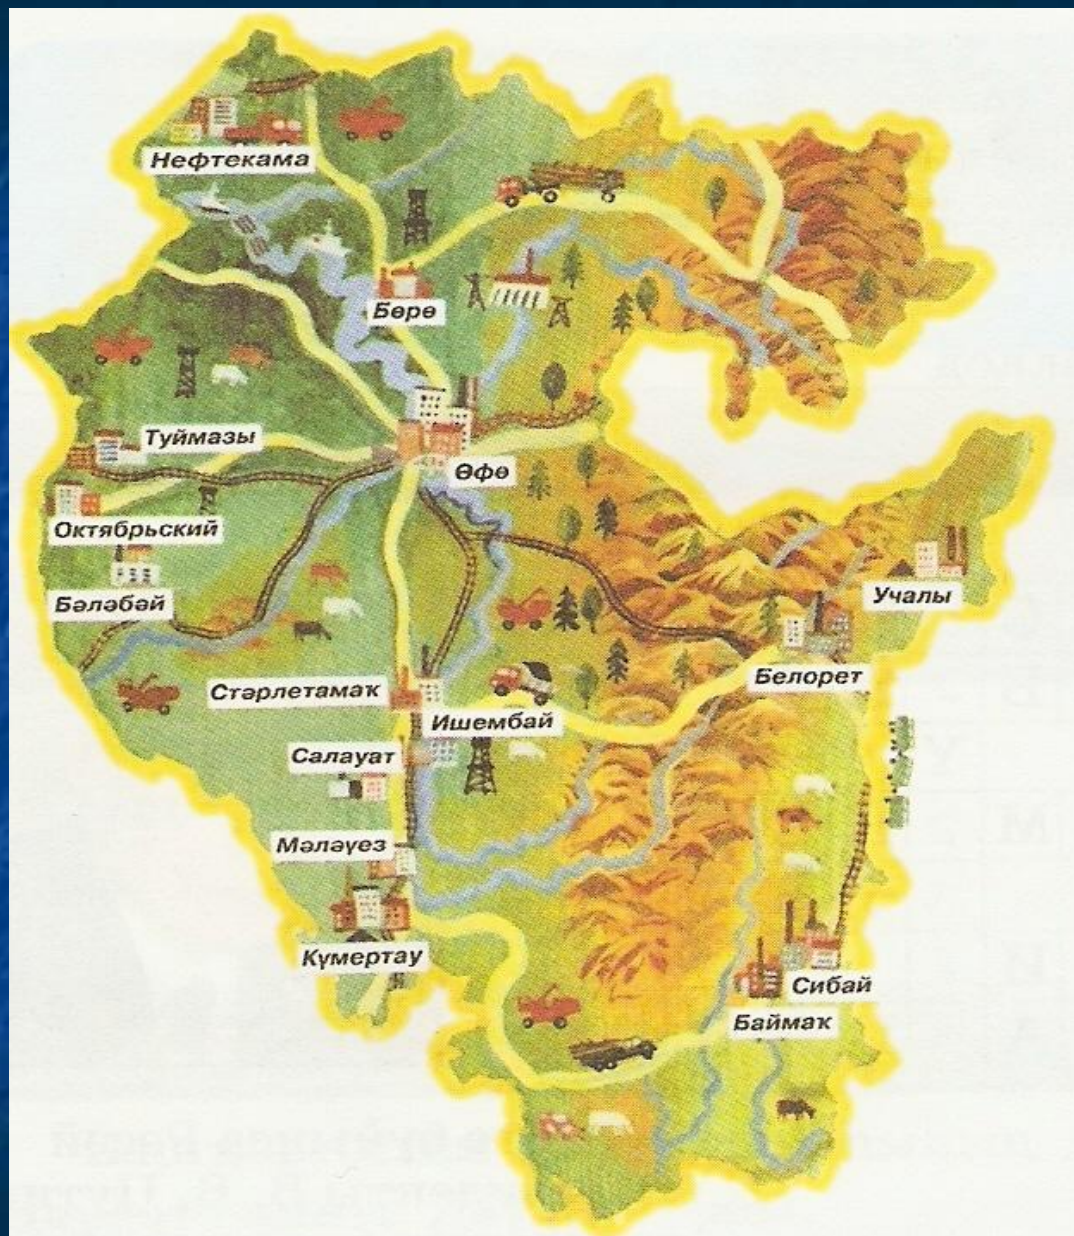 Нефтекама
Бөрө
Туймазы
Өфө
Октябрьский
Бәләбәй
Учалы
Белорет
Стәрлетамаҡ
Ишембай
Салауат
Мәләүез
Күмертау
Сибай
Баймаҡ